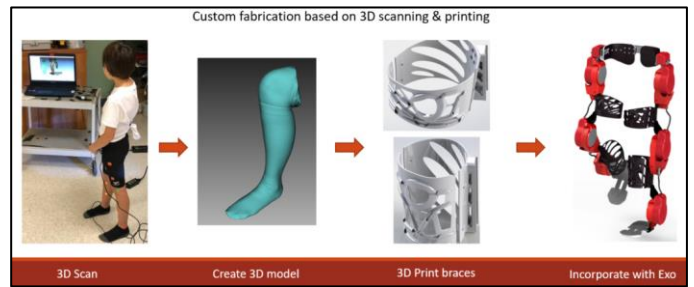 Custom fabrication based on 3D scanning & printing
3D Scan
Create 3D model
3D Print braces
Incorporate with Exo